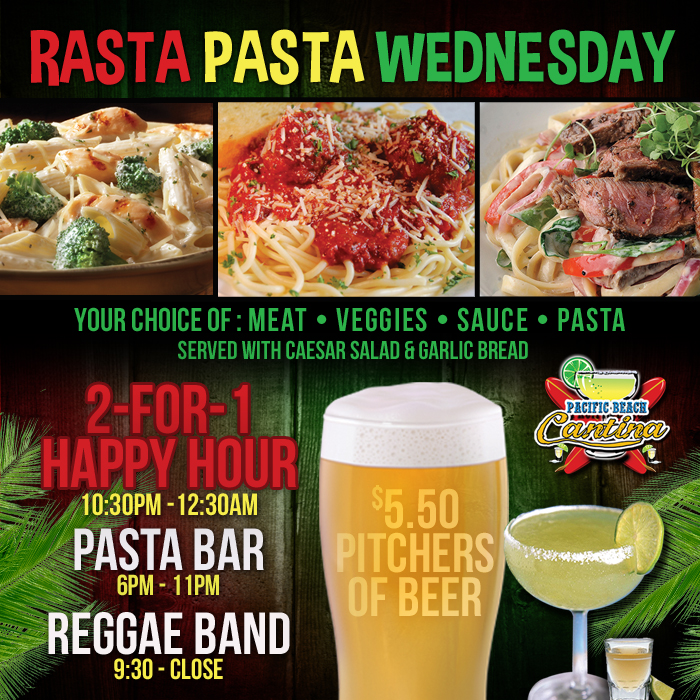 RASTA PASTA WEDNESDAY
YOUR CHOICE OF : MEAT • VEGGIES • SAUCE • PASTA
SERVED WITH CAESAR SALAD & GARLIC BREAD
PACIFIC BEACH
Cantina
2-FOR-1
HAPPY HOUR
10:30PM -12:30AM
PASTA BAR
6PM - 11PM
REGGAE BAND
9:30 - CLOSE
$5.50
PITCHERS
OF BEER